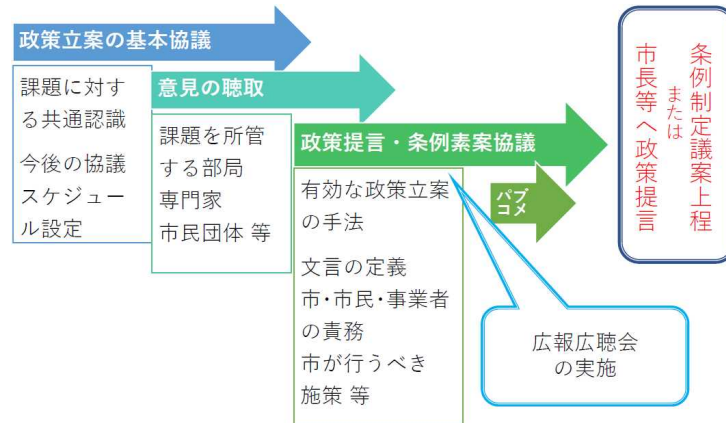 政策立案の基本協議
課題に対す
る共通認識
今後の協議
スケジュー
ル設定
意見の聴取
課題を所管
する部局
専門家
市民団体 等
政策提言・条例素案協議
有効な政策立案
の手法
文言の定義
市・市民・事業者
の責務
市が行うべき
施策 等
パブ
コメ
広報広聴会
の実施
条例制定議案上程
または
市長等へ政策提言